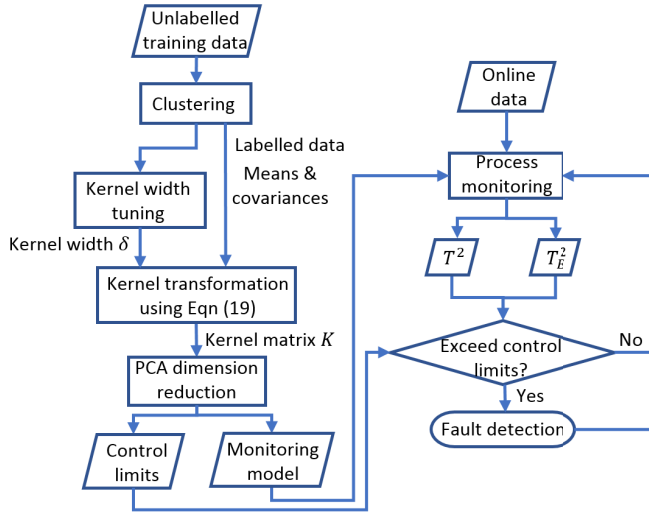 Unlabelled
training data
Clustering
Labelled data
Means &
covariances
Kernel width
tuning
Kernel width δ
Kernel transformation
using Eqn (19)
Kernel matrix K
PCA dimension
reduction
Control
limits
Monitoring
model
Online
data
Process
monitoring
T²
T_E²
Exceed control
limits?
No
Yes
Fault detection